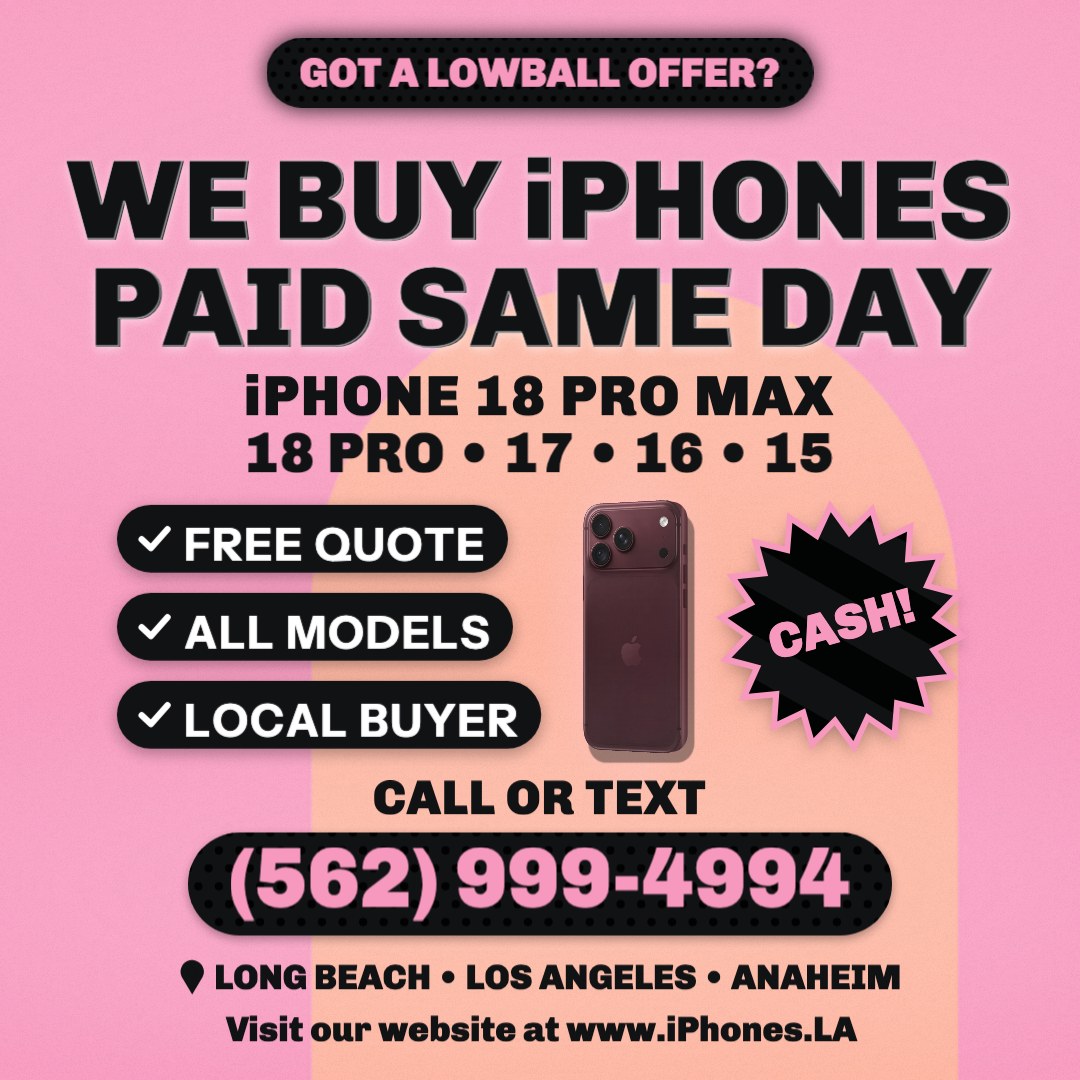 GOT A LOWBALL OFFER?
WE BUY iPHONES
PAID SAME DAY
iPHONE 18 PRO MAX
18 PRO • 17 • 16 • 15
✓ FREE QUOTE
✓ ALL MODELS
✓ LOCAL BUYER
CASH!
CALL OR TEXT
(562) 999-4994
LONG BEACH • LOS ANGELES • ANAHEIM
Visit our website at www.iPhones.LA